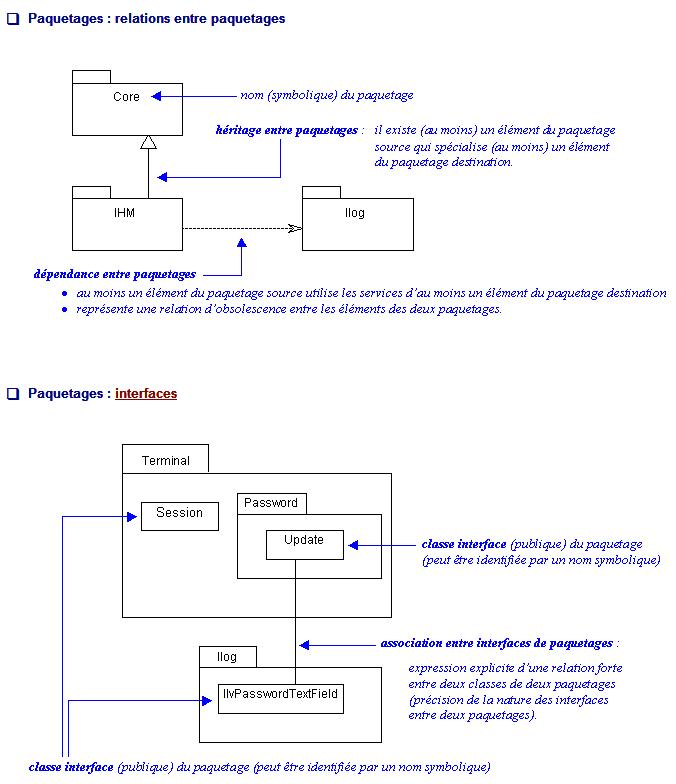 Paquetages : relations entre paquetages
Core
nom (symbolique) du paquetage
héritage entre paquetages : il existe (au moins) un élément du paquetage
source qui spécialise (au moins) un élément
du paquetage destination.
IHM
Ilog
dépendance entre paquetages
au moins un élément du paquetage source utilise les services d'au moins un élément du paquetage destination
représente une relation d'obsolescence entre les éléments des deux paquetages.
Paquetages : interfaces
Terminal
Session
Password
Update
classe interface (publique) du paquetage
(peut être identifiée par un nom symbolique)
association entre interfaces de paquetages :
Ilog
expression explicite d'une relation forte
entre deux classes de deux paquetages
IlvPasswordTextField
(précision de la nature des interfaces
entre deux paquetages).
classe interface (publique) du paquetage (peut être identifiée par un nom symbolique)